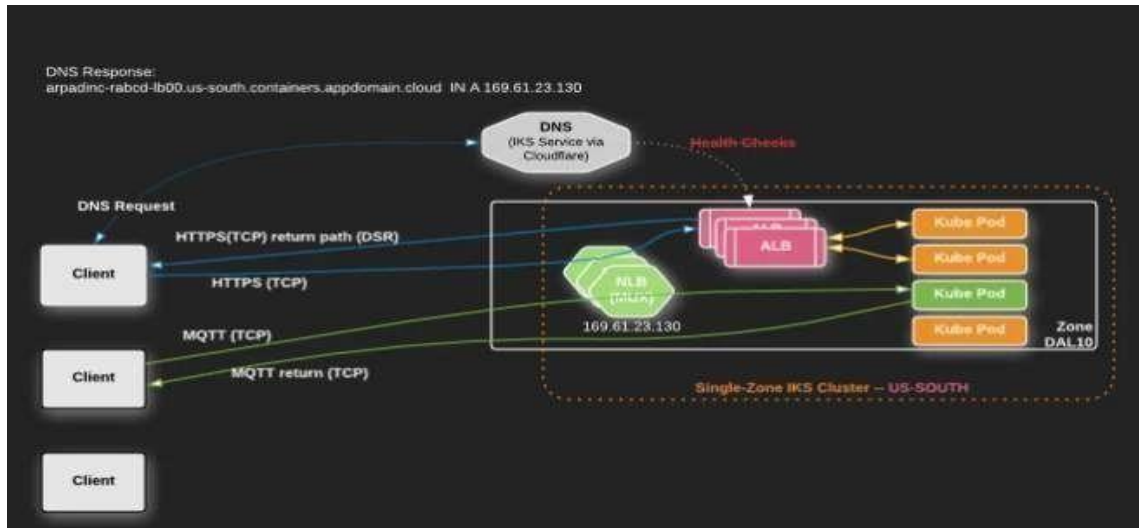 DNS Response:
arpadinc-rabcd-lb00.us-south.containers.appdomain.cloud IN A 169.61.23.130
DNS
(IKS Service via
Cloudflare)
Health Checks
DNS Request
HTTPS(TCP) return path (DSR)
HTTPS (TCP)
Client
ALB
ALB
Kube Pod
Kube Pod
Kube Pod
Kube Pod
NLB
(MUX)
169.61.23.130
Zone
DAL10
MQTT (TCP)
MQTT return (TCP)
Client
Single-Zone IKS Cluster -- US-SOUTH
Client